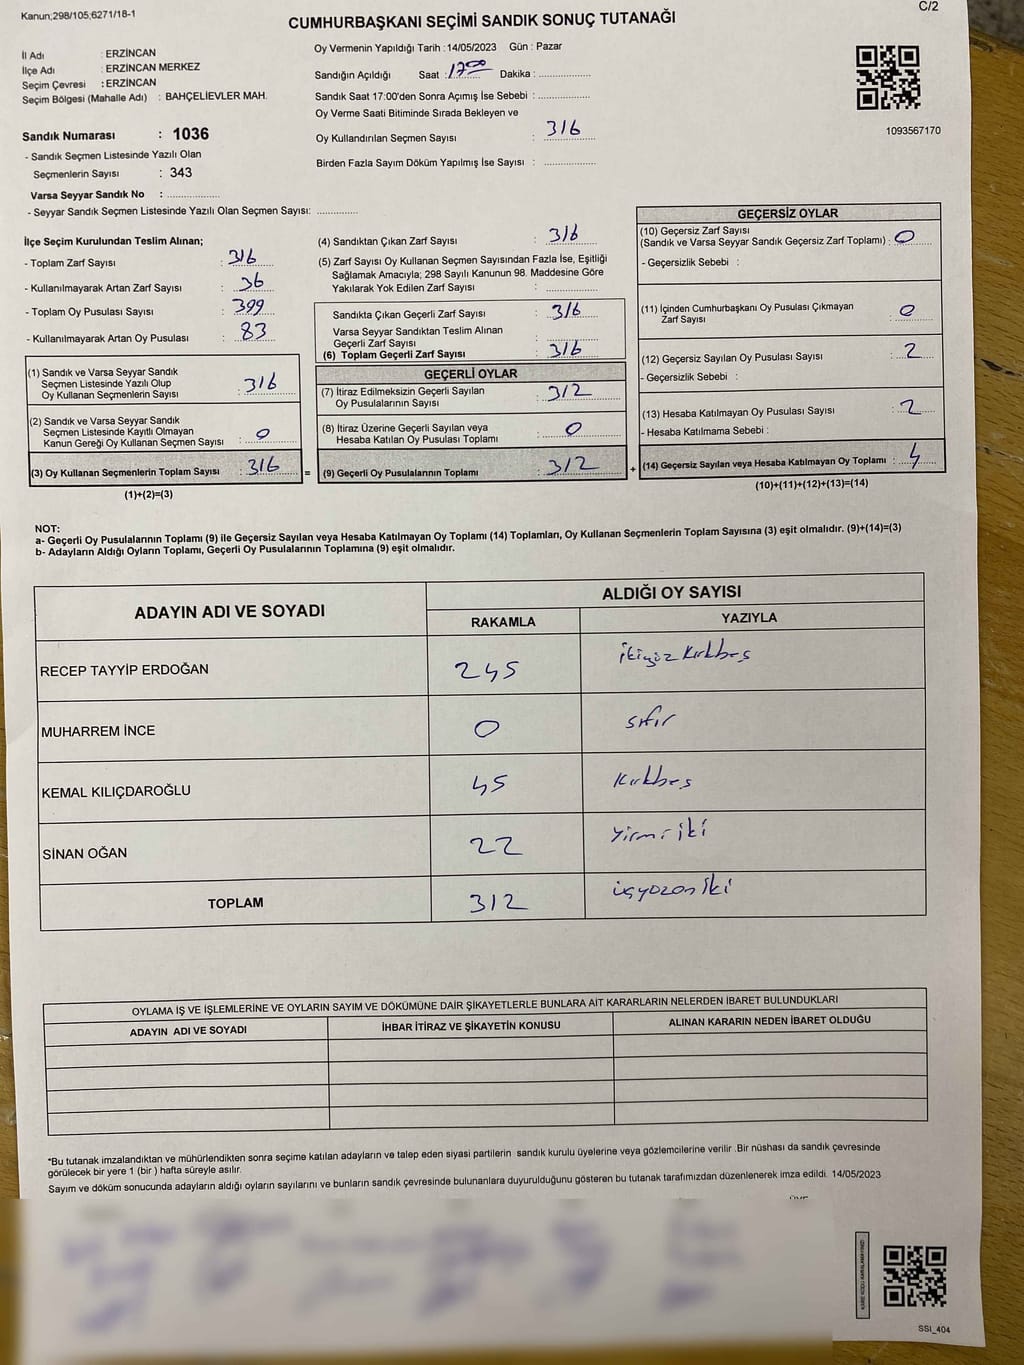 Kanun;298/105;6271/18-1
C/2
CUMHURBAŞKANI SEÇİMİ SANDIK SONUÇ TUTANAĞI
İl Adı : ERZİNCAN
İlçe Adı : ERZİNCAN MERKEZ
Seçim Çevresi : ERZİNCAN
Seçim Bölgesi (Mahalle Adı) : BAHÇELİEVLER MAH.
Sandık Numarası : 1036
- Sandık Seçmen Listesinde Yazılı Olan
Seçmenlerin Sayısı : 343
Varsa Seyyar Sandık No :
- Seyyar Sandık Seçmen Listesinde Yazılı Olan Seçmen Sayısı:
Oy Vermenin Yapıldığı Tarih : 14/05/2023 Gün : Pazar
Sandığın Açıldığı Saat : 17 00 Dakika :
Sandık Saat 17:00'den Sonra Açımış İse Sebebi :
Oy Verme Saati Bitiminde Sırada Bekleyen ve
Oy Kullandırılan Seçmen Sayısı : 316
Birden Fazla Sayım Döküm Yapılmış İse Sayısı :
1093567170
İlçe Seçim Kurulundan Teslim Alınan;
- Toplam Zarf Sayısı : 316
- Kullanılmayarak Artan Zarf Sayısı : 36
- Toplam Oy Pusulası Sayısı : 399
- Kullanılmayarak Artan Oy Pusulası : 83
(1) Sandık ve Varsa Seyyar Sandık
Seçmen Listesinde Yazılı Olup
Oy Kullanan Seçmenlerin Sayısı : 316
(2) Sandık ve Varsa Seyyar Sandık
Seçmen Listesinde Kayıtlı Olmayan
Kanun Gereği Oy Kullanan Seçmen Sayısı : 0
(3) Oy Kullanan Seçmenlerin Toplam Sayısı : 316
(1)+(2)=(3)
=
(4) Sandıktan Çıkan Zarf Sayısı : 316
(5) Zarf Sayısı Oy Kullanan Seçmen Sayısından Fazla İse, Eşitliği
Sağlamak Amacıyla; 298 Sayılı Kanunun 98. Maddesine Göre
Yakılarak Yok Edilen Zarf Sayısı :
Sandıkta Çıkan Geçerli Zarf Sayısı : 316
Varsa Seyyar Sandıktan Teslim Alınan
Geçerli Zarf Sayısı :
(6) Toplam Geçerli Zarf Sayısı : 316
GEÇERLİ OYLAR
(7) İtiraz Edilmeksizin Geçerli Sayılan
Oy Pusulalarının Sayısı : 312
(8) İtiraz Üzerine Geçerli Sayılan veya
Hesaba Katılan Oy Pusulası Toplamı : 0
(9) Geçerli Oy Pusulalarının Toplamı : 312
+
GEÇERSİZ OYLAR
(10) Geçersiz Zarf Sayısı
(Sandık ve Varsa Seyyar Sandık Geçersiz Zarf Toplamı) : 0
- Geçersizlik Sebebi :
(11) İçinden Cumhurbaşkanı Oy Pusulası Çıkmayan
Zarf Sayısı : 0
(12) Geçersiz Sayılan Oy Pusulası Sayısı : 2
- Geçersizlik Sebebi :
(13) Hesaba Katılmayan Oy Pusulası Sayısı : 2
- Hesaba Katılmama Sebebi :
(14) Geçersiz Sayılan veya Hesaba Katılmayan Oy Toplamı : 4
(10)+(11)+(12)+(13)=(14)
NOT:
a- Geçerli Oy Pusulalarının Toplamı (9) ile Geçersiz Sayılan veya Hesaba Katılmayan Oy Toplamı (14) Toplamları, Oy Kullanan Seçmenlerin Toplam Sayısına (3) eşit olmalıdır. (9)+(14)=(3)
b- Adayların Aldığı Oyların Toplamı, Geçerli Oy Pusulalarının Toplamına (9) eşit olmalıdır.
ADAYIN ADI VE SOYADI
ALDIĞI OY SAYISI
RAKAMLA YAZIYLA
RECEP TAYYİP ERDOĞAN 245 ikiyüz kırkbeş
MUHARREM İNCE 0 sıfır
KEMAL KILIÇDAROĞLU 45 kırkbeş
SİNAN OĞAN 22 yirmi iki
TOPLAM 312 üçyüzon iki
OYLAMA İŞ VE İŞLEMLERİNE VE OYLARIN SAYIM VE DÖKÜMÜNE DAİR ŞİKAYETLERLE BUNLARA AİT KARARLARIN NELERDEN İBARET BULUNDUKLARI
ADAYIN ADI VE SOYADI İHBAR İTİRAZ VE ŞİKAYETİN KONUSU ALINAN KARARIN NEDEN İBARET OLDUĞU
*Bu tutanak imzalandıktan ve mühürlendikten sonra seçime katılan adayların ve talep eden siyasi partilerin sandık kurulu üyelerine veya gözlemcilerine verilir .Bir nüshası da sandık çevresinde
görülecek bir yere 1 (bir ) hafta süreyle asılır.
Sayım ve döküm sonucunda adayların aldığı oyların sayılarını ve bunların sandık çevresinde bulunanlara duyurulduğunu gösteren bu tutanak tarafımızdan düzenlenerek imza edildi. 14/05/2023
SSI_404